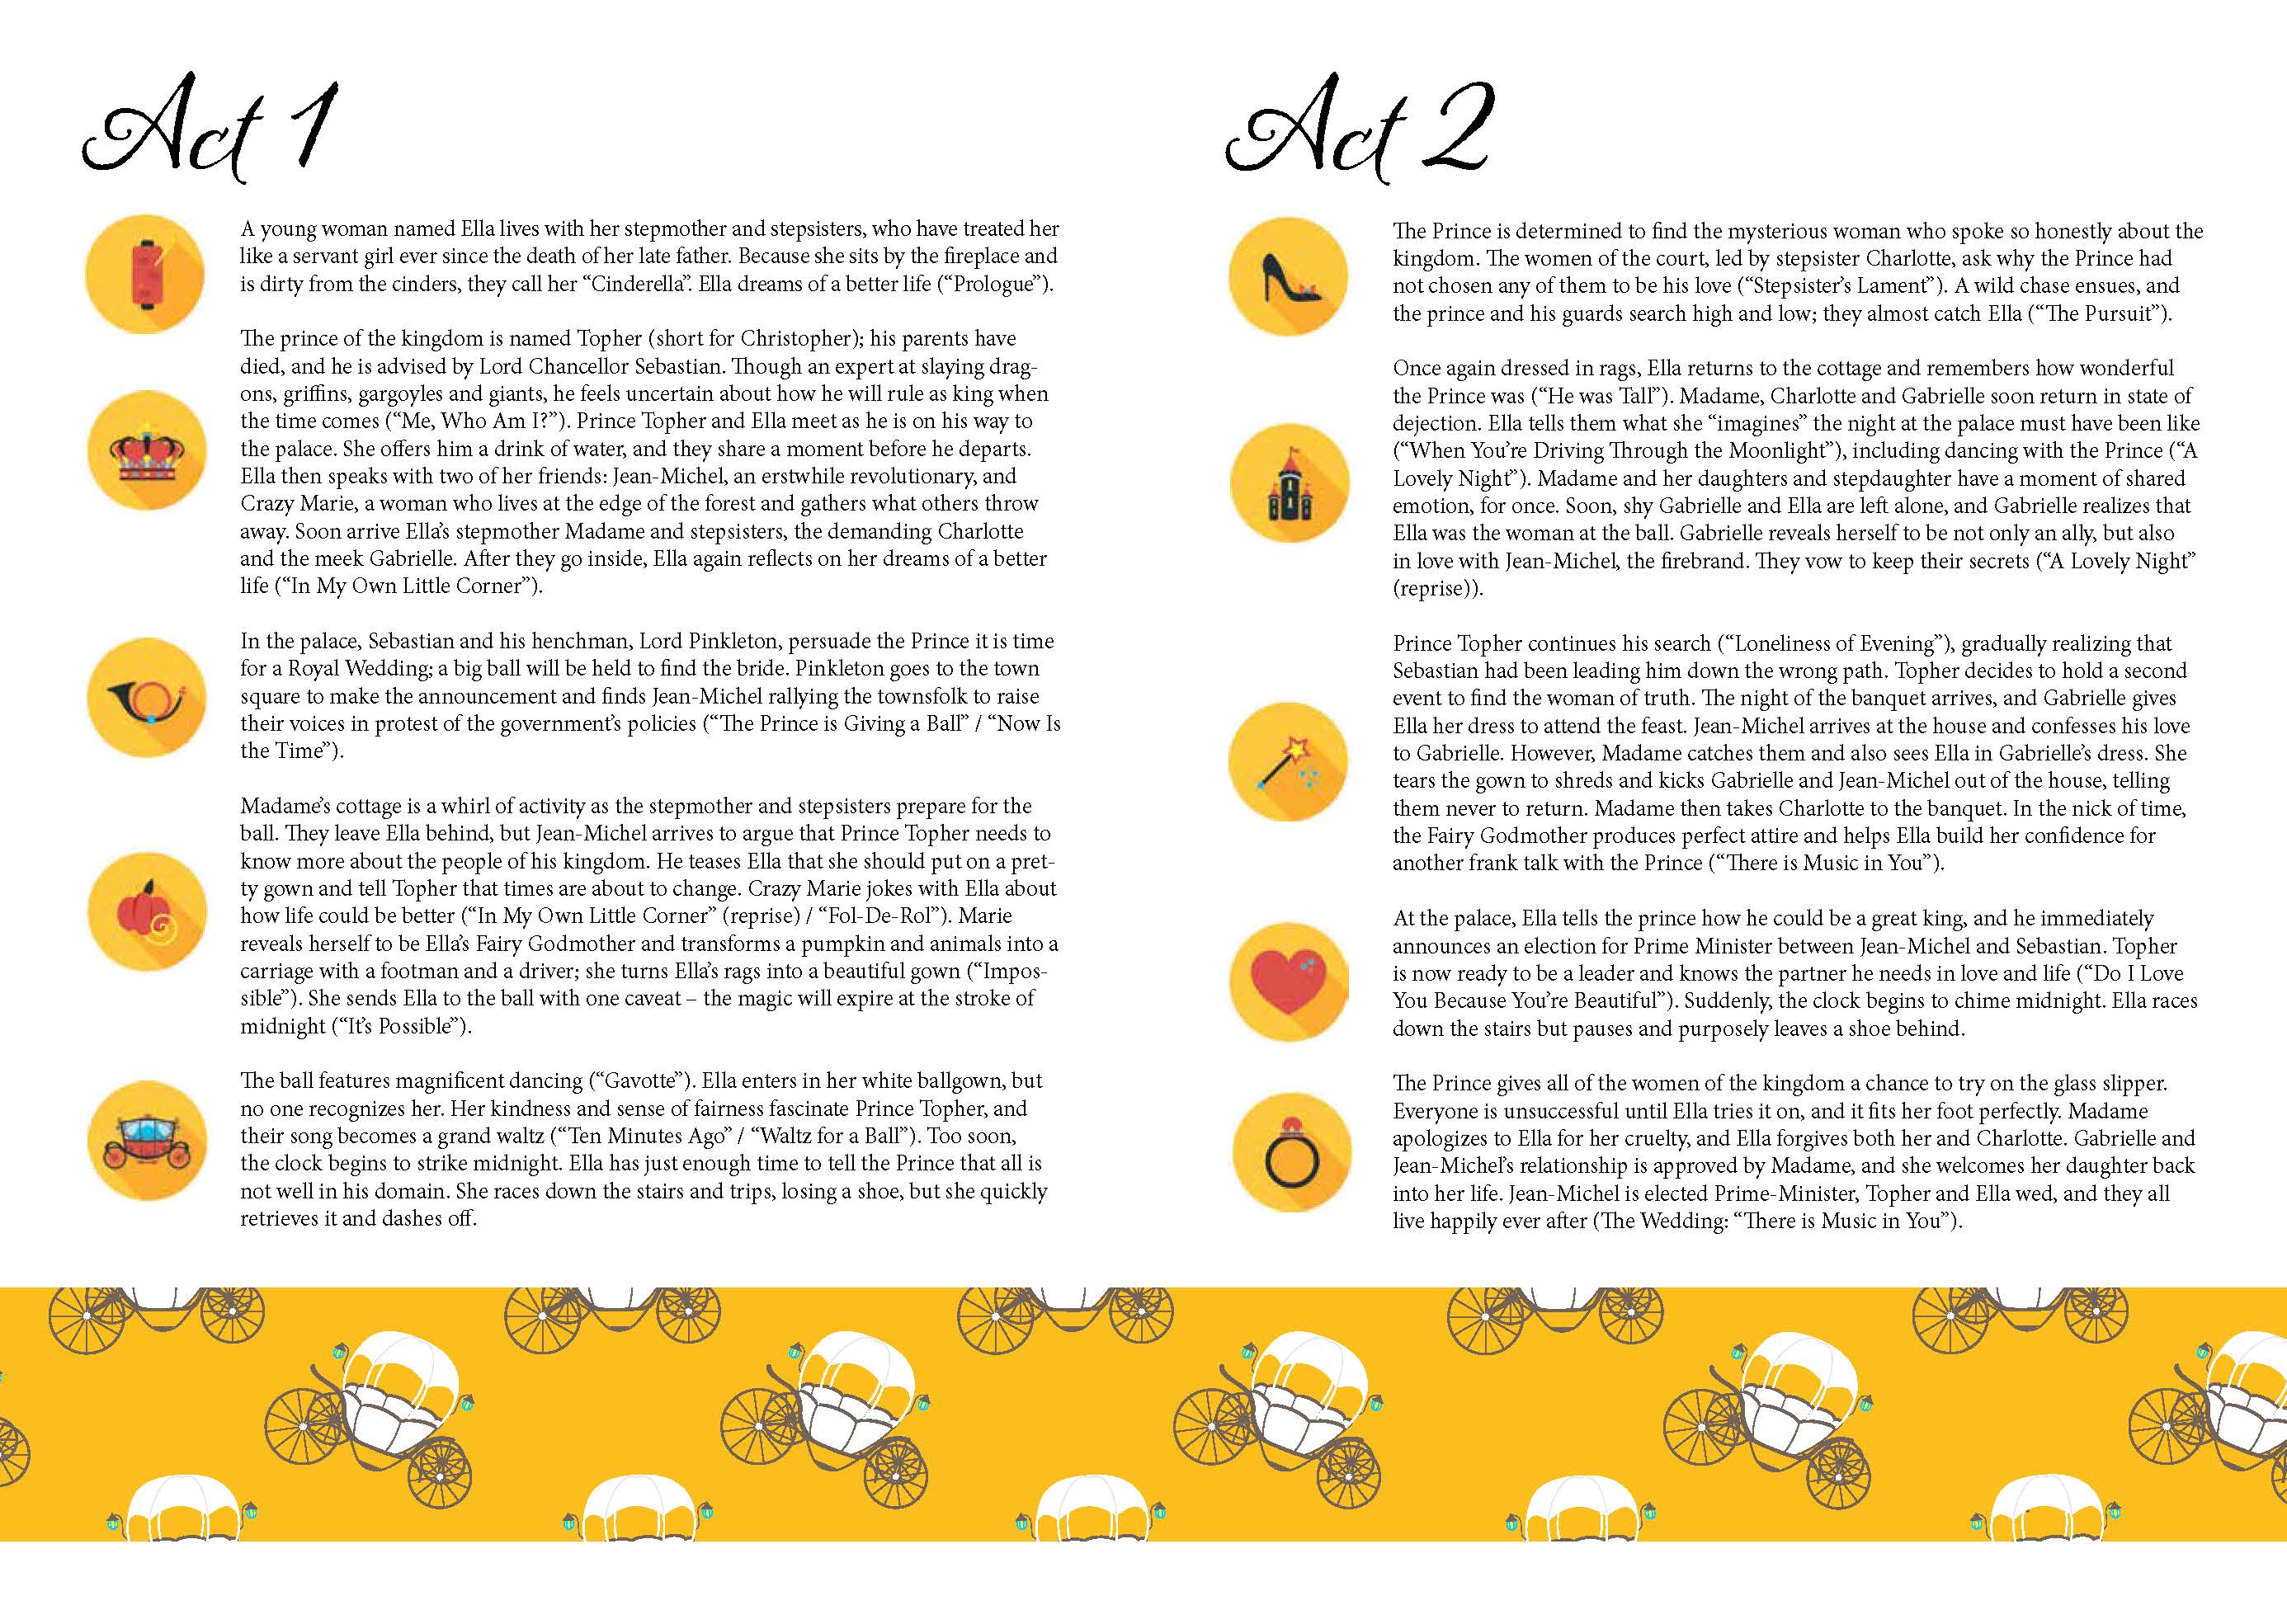 Act 1
A young woman named Ella lives with her stepmother and stepsisters, who have treated her
like a servant girl ever since the death of her late father. Because she sits by the fireplace and
is dirty from the cinders, they call her “Cinderella”. Ella dreams of a better life (“Prologue”).
The prince of the kingdom is named Topher (short for Christopher); his parents have
died, and he is advised by Lord Chancellor Sebastian. Though an expert at slaying drag-
ons, griffins, gargoyles and giants, he feels uncertain about how he will rule as king when
the time comes (“Me, Who Am I?”). Prince Topher and Ella meet as he is on his way to
the palace. She offers him a drink of water, and they share a moment before he departs.
Ella then speaks with two of her friends: Jean-Michel, an erstwhile revolutionary, and
Crazy Marie, a woman who lives at the edge of the forest and gathers what others throw
away. Soon arrive Ella’s stepmother Madame and stepsisters, the demanding Charlotte
and the meek Gabrielle. After they go inside, Ella again reflects on her dreams of a better
life (“In My Own Little Corner”).
In the palace, Sebastian and his henchman, Lord Pinkleton, persuade the Prince it is time
for a Royal Wedding; a big ball will be held to find the bride. Pinkleton goes to the town
square to make the announcement and finds Jean-Michel rallying the townsfolk to raise
their voices in protest of the government’s policies (“The Prince is Giving a Ball” / “Now Is
the Time”).
Madame’s cottage is a whirl of activity as the stepmother and stepsisters prepare for the
ball. They leave Ella behind, but Jean-Michel arrives to argue that Prince Topher needs to
know more about the people of his kingdom. He teases Ella that she should put on a pret-
ty gown and tell Topher that times are about to change. Crazy Marie jokes with Ella about
how life could be better (“In My Own Little Corner” (reprise) / “Fol-De-Rol”). Marie
reveals herself to be Ella’s Fairy Godmother and transforms a pumpkin and animals into a
carriage with a footman and a driver; she turns Ella’s rags into a beautiful gown (“Impos-
sible”). She sends Ella to the ball with one caveat – the magic will expire at the stroke of
midnight (“It’s Possible”).
The ball features magnificent dancing (“Gavotte”). Ella enters in her white ballgown, but
no one recognizes her. Her kindness and sense of fairness fascinate Prince Topher, and
their song becomes a grand waltz (“Ten Minutes Ago” / “Waltz for a Ball”). Too soon,
the clock begins to strike midnight. Ella has just enough time to tell the Prince that all is
not well in his domain. She races down the stairs and trips, losing a shoe, but she quickly
retrieves it and dashes off.
Act 2
The Prince is determined to find the mysterious woman who spoke so honestly about the
kingdom. The women of the court, led by stepsister Charlotte, ask why the Prince had
not chosen any of them to be his love (“Stepsister’s Lament”). A wild chase ensues, and
the prince and his guards search high and low; they almost catch Ella (“The Pursuit”).
Once again dressed in rags, Ella returns to the cottage and remembers how wonderful
the Prince was (“He was Tall”). Madame, Charlotte and Gabrielle soon return in state of
dejection. Ella tells them what she “imagines” the night at the palace must have been like
(“When You’re Driving Through the Moonlight”), including dancing with the Prince (“A
Lovely Night”). Madame and her daughters and stepdaughter have a moment of shared
emotion, for once. Soon, shy Gabrielle and Ella are left alone, and Gabrielle realizes that
Ella was the woman at the ball. Gabrielle reveals herself to be not only an ally, but also
in love with Jean-Michel, the firebrand. They vow to keep their secrets (“A Lovely Night”
(reprise)).
Prince Topher continues his search (“Loneliness of Evening”), gradually realizing that
Sebastian had been leading him down the wrong path. Topher decides to hold a second
event to find the woman of truth. The night of the banquet arrives, and Gabrielle gives
Ella her dress to attend the feast. Jean-Michel arrives at the house and confesses his love
to Gabrielle. However, Madame catches them and also sees Ella in Gabrielle’s dress. She
tears the gown to shreds and kicks Gabrielle and Jean-Michel out of the house, telling
them never to return. Madame then takes Charlotte to the banquet. In the nick of time,
the Fairy Godmother produces perfect attire and helps Ella build her confidence for
another frank talk with the Prince (“There is Music in You”).
At the palace, Ella tells the prince how he could be a great king, and he immediately
announces an election for Prime Minister between Jean-Michel and Sebastian. Topher
is now ready to be a leader and knows the partner he needs in love and life (“Do I Love
You Because You’re Beautiful”). Suddenly, the clock begins to chime midnight. Ella races
down the stairs but pauses and purposely leaves a shoe behind.
The Prince gives all of the women of the kingdom a chance to try on the glass slipper.
Everyone is unsuccessful until Ella tries it on, and it fits her foot perfectly. Madame
apologizes to Ella for her cruelty, and Ella forgives both her and Charlotte. Gabrielle and
Jean-Michel’s relationship is approved by Madame, and she welcomes her daughter back
into her life. Jean-Michel is elected Prime-Minister, Topher and Ella wed, and they all
live happily ever after (The Wedding: “There is Music in You”).